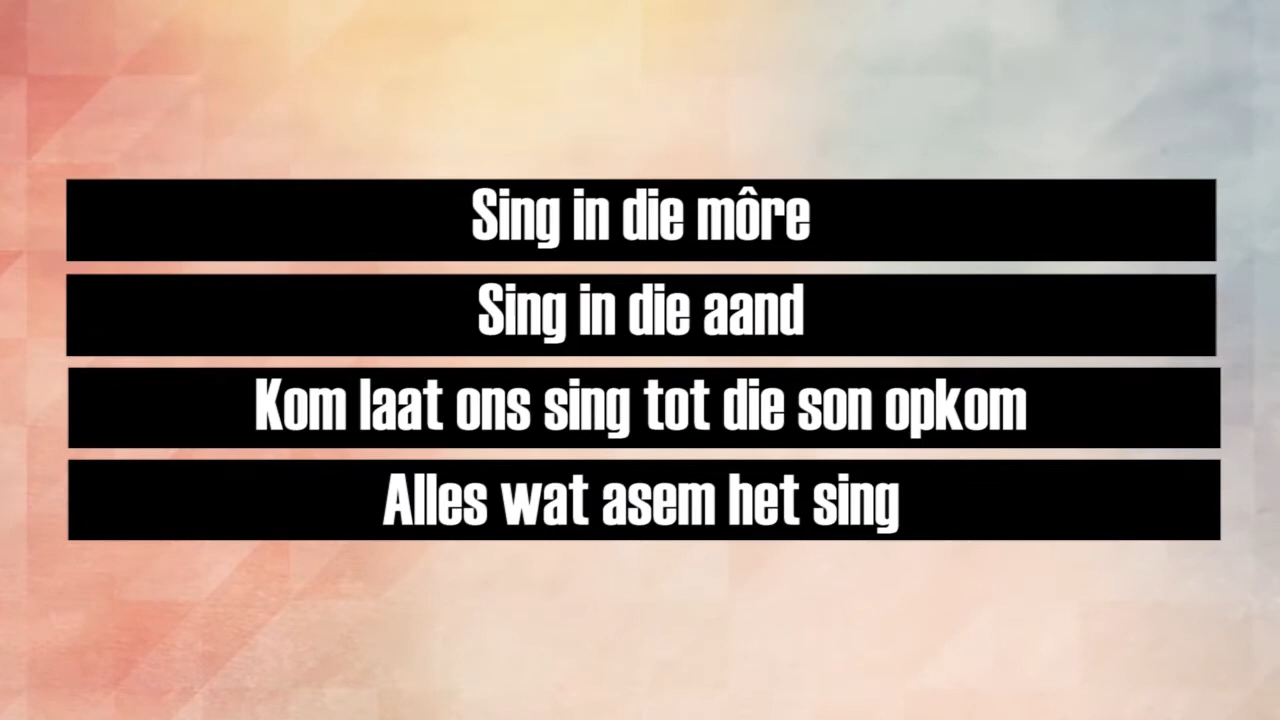 Sing in die môre
Sing in die aand
Kom laat ons sing tot die son opkom
Alles wat asem het sing